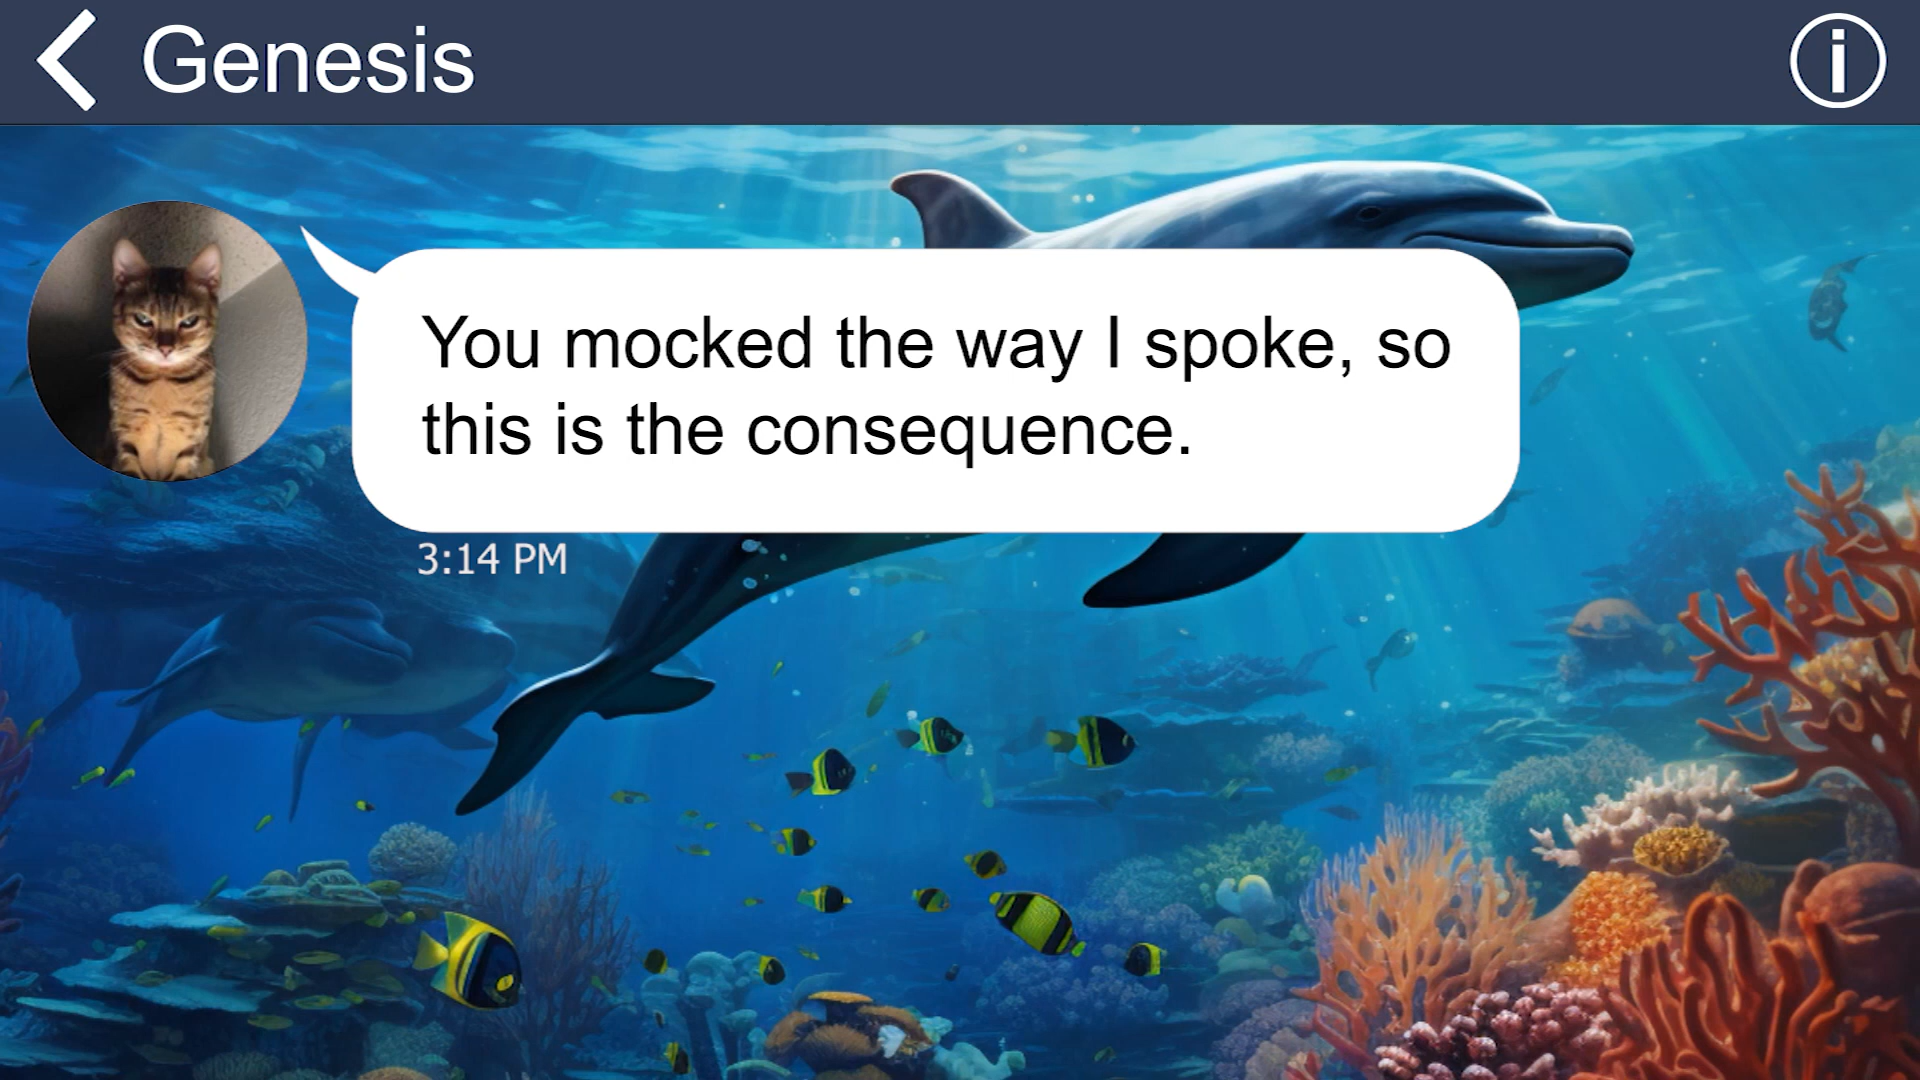 Genesis
You mocked the way I spoke, so
this is the consequence.
3:14 PM